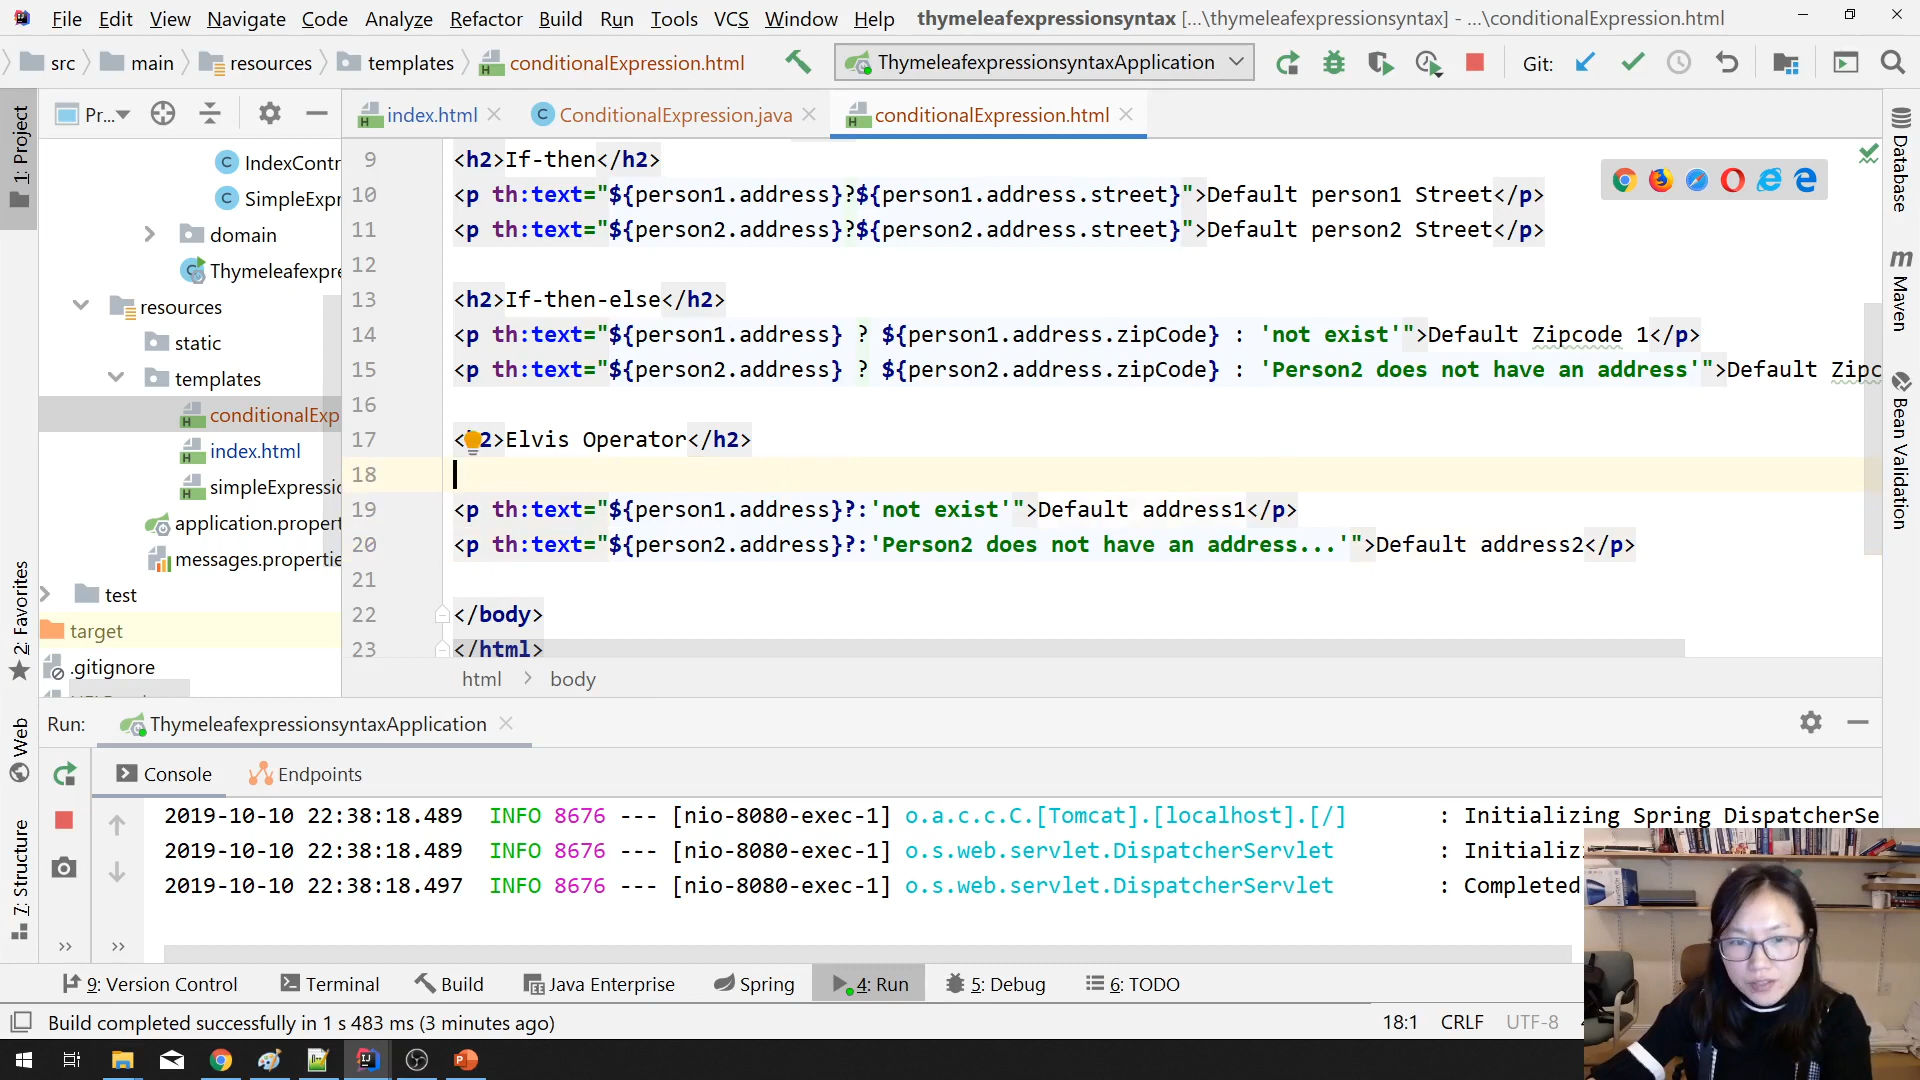 File Edit View Navigate Code Analyze Refactor Build Run Tools VCS Window Help thymeleafexpressionsyntax [...\thymeleafexpressionsyntax] - ...\conditionalExpression.html
src main resources templates conditionalExpression.html ThymeleafexpressionsyntaxApplication Git:
1: Project
Pr...
index.html ConditionalExpression.java conditionalExpression.html
IndexContr
SimpleExpr
domain
Thymeleafexpre
resources
static
templates
conditionalExp
index.html
simpleExpressic
application.propert
messages.propertie
test
target
.gitignore
9 <h2>If-then</h2>
10 <p th:text="${person1.address}?${person1.address.street}">Default person1 Street</p>
11 <p th:text="${person2.address}?${person2.address.street}">Default person2 Street</p>
12
13 <h2>If-then-else</h2>
14 <p th:text="${person1.address} ? ${person1.address.zipCode} : 'not exist'">Default Zipcode 1</p>
15 <p th:text="${person2.address} ? ${person2.address.zipCode} : 'Person2 does not have an address'">Default Zipc
16
17 <h2>Elvis Operator</h2>
18
19 <p th:text="${person1.address}?:'not exist'">Default address1</p>
20 <p th:text="${person2.address}?:'Person2 does not have an address...'">Default address2</p>
21
22 </body>
23 </html>
html body
Database
Maven
Bean Validation
2: Favorites
Web
7: Structure
Run: ThymeleafexpressionsyntaxApplication
Console Endpoints
2019-10-10 22:38:18.489 INFO 8676 --- [nio-8080-exec-1] o.a.c.c.C.[Tomcat].[localhost].[/] : Initializing Spring DispatcherSe
2019-10-10 22:38:18.489 INFO 8676 --- [nio-8080-exec-1] o.s.web.servlet.DispatcherServlet : Initializi
2019-10-10 22:38:18.497 INFO 8676 --- [nio-8080-exec-1] o.s.web.servlet.DispatcherServlet : Completed
9: Version Control Terminal Build Java Enterprise Spring 4: Run 5: Debug 6: TODO
Build completed successfully in 1 s 483 ms (3 minutes ago) 18:1 CRLF UTF-8